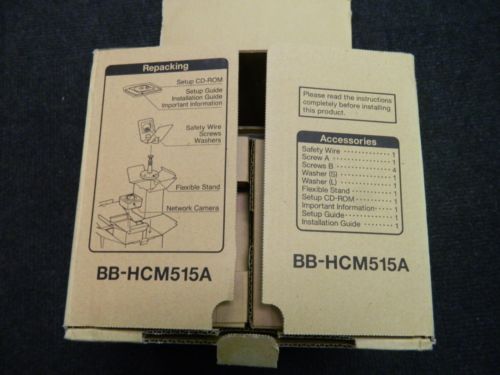 Repacking
Setup CD-ROM
Setup Guide
Installation Guide
Important Information
Safety Wire
Screws
Washers
Flexible Stand
Network Camera
BB-HCM515A
Please read the instructions
completely before installing
this product.
Accessories
Safety Wire 1
Screw A 1
Screws B 4
Washer (S) 1
Washer (L) 1
Flexible Stand 1
Setup CD-ROM 1
Important Information 1
Setup Guide 1
Installation Guide 1
BB-HCM515A